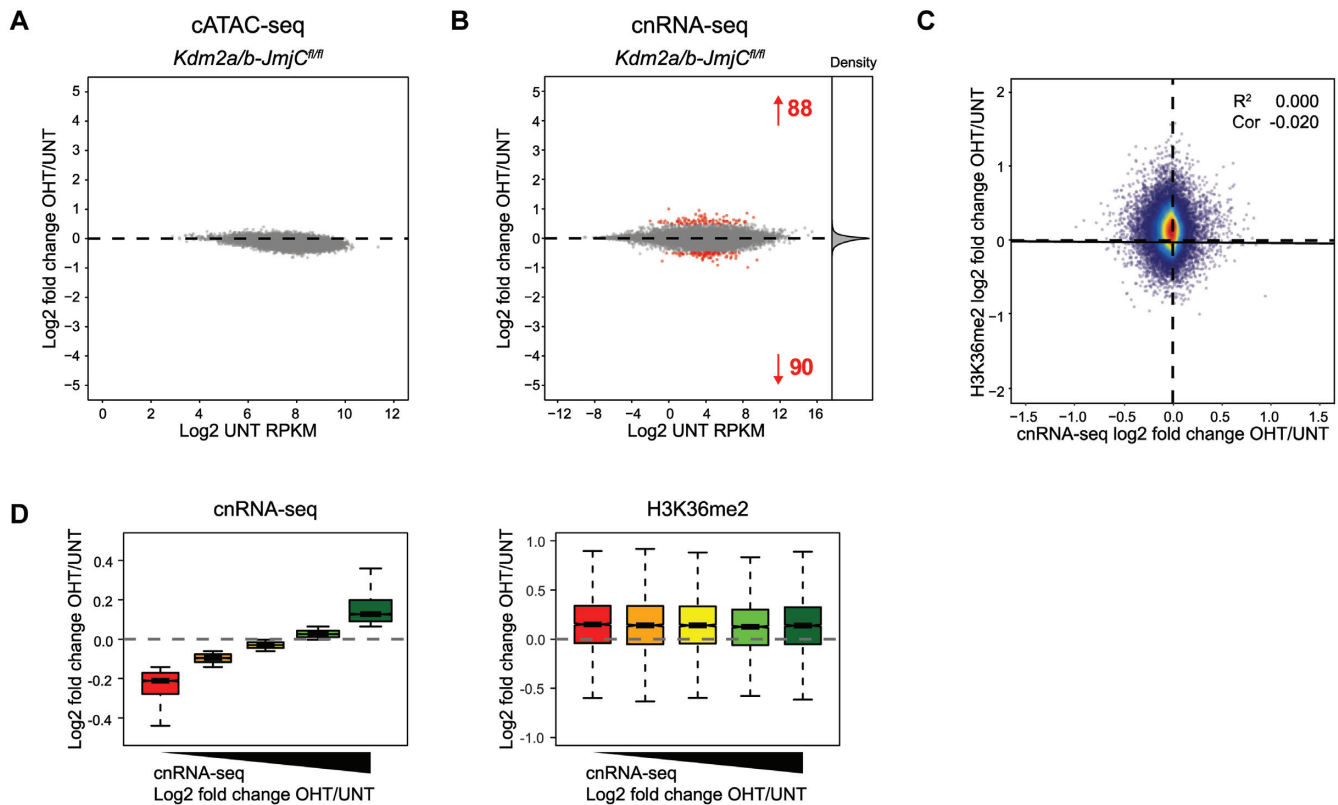 A
cATAC-seq
Kdm2a/b-JmjCfl/fl
Log2 fold change OHT/UNT
5
4
3
2
1
0
−1
−2
−3
−4
−5
0 2 4 6 8 10 12
Log2 UNT RPKM
B
cnRNA-seq
Kdm2a/b-JmjCfl/fl
Density
Log2 fold change OHT/UNT
5
4
3
2
1
0
−1
−2
−3
−4
−5
88
90
−12 −8 −4 0 4 8 12 16
Log2 UNT RPKM
C
R² 0.000
Cor -0.020
H3K36me2 log2 fold change OHT/UNT
2
1
0
−1
−2
−1.5 −1.0 −0.5 0.0 0.5 1.0 1.5
cnRNA-seq log2 fold change OHT/UNT
D
cnRNA-seq
Log2 fold change OHT/UNT
0.4
0.2
0.0
-0.2
-0.4
cnRNA-seq
Log2 fold change OHT/UNT
H3K36me2
Log2 fold change OHT/UNT
1.0
0.5
0.0
-0.5
-1.0
cnRNA-seq
Log2 fold change OHT/UNT